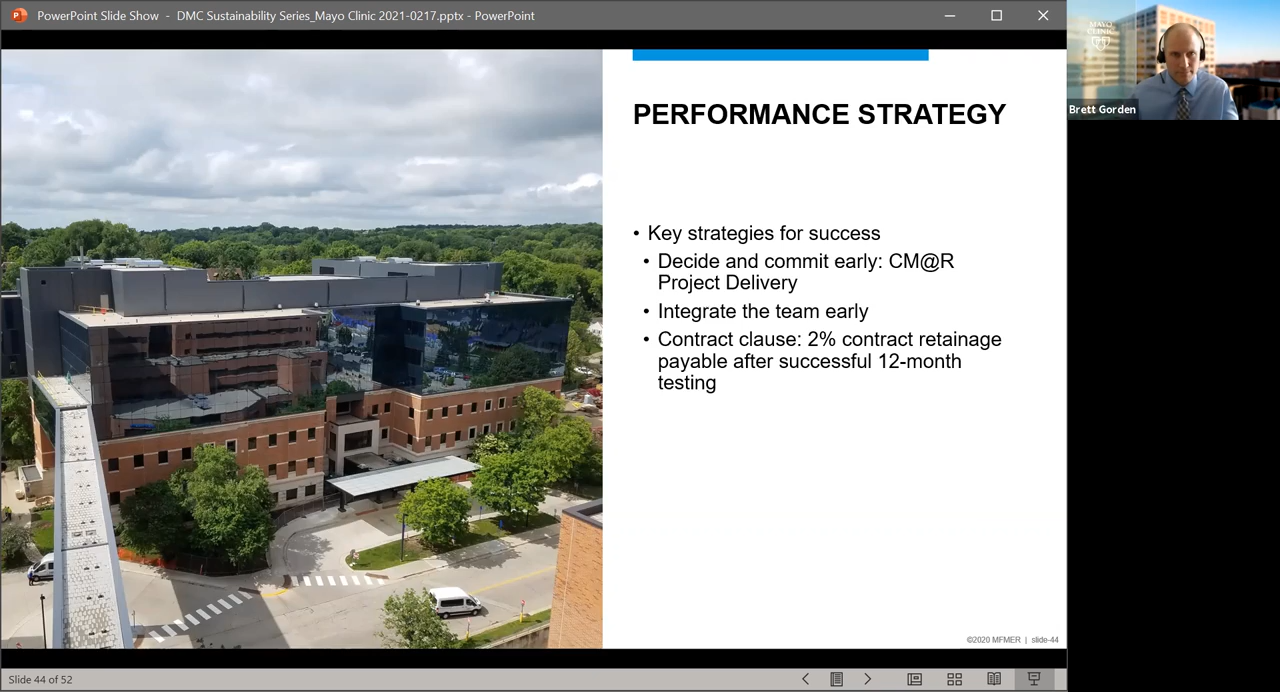 PowerPoint Slide Show - DMC Sustainability Series_Mayo Clinic 2021-0217.pptx - PowerPoint
MAYO
CLINIC
Brett Gorden
PERFORMANCE STRATEGY
• Key strategies for success
• Decide and commit early: CM@R
Project Delivery
• Integrate the team early
• Contract clause: 2% contract retainage
payable after successful 12-month
testing
©2020 MFMER | slide-44
Slide 44 of 52